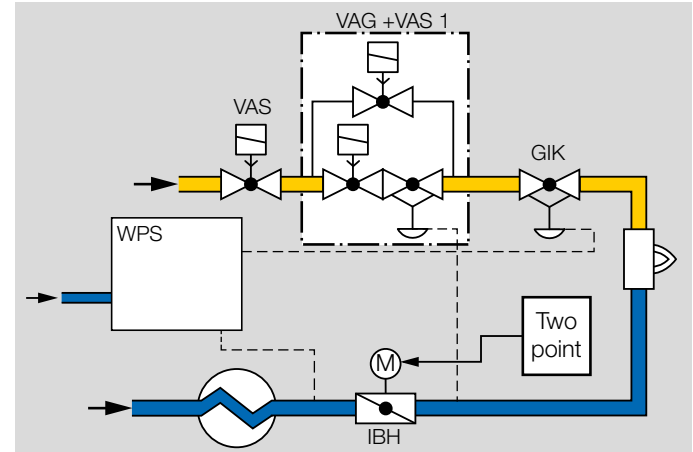 VAG +VAS 1
VAS
GIK
WPS
Two
point
M
IBH